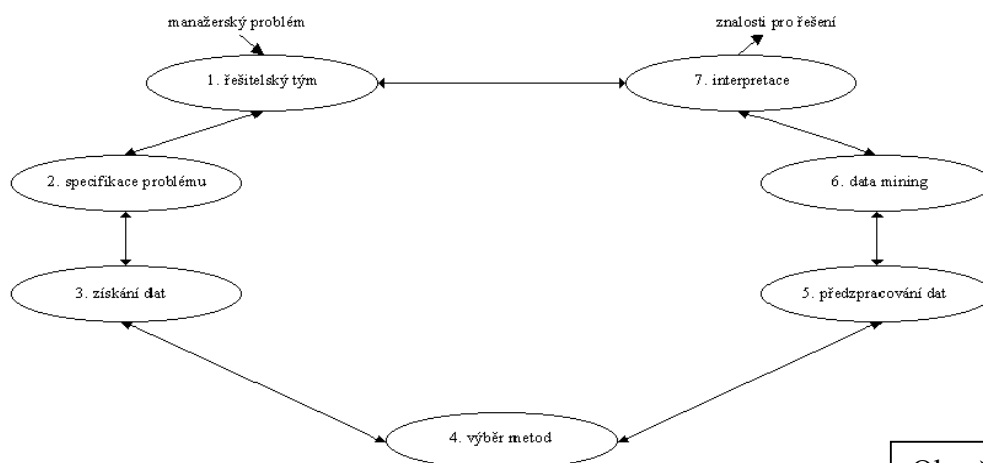 manažerský problém
znalosti pro řešení
1. řešitelský tým
7. interpretace
2. specifikace problému
6. data mining
3. získání dat
5. předzpracování dat
4. výběr metod